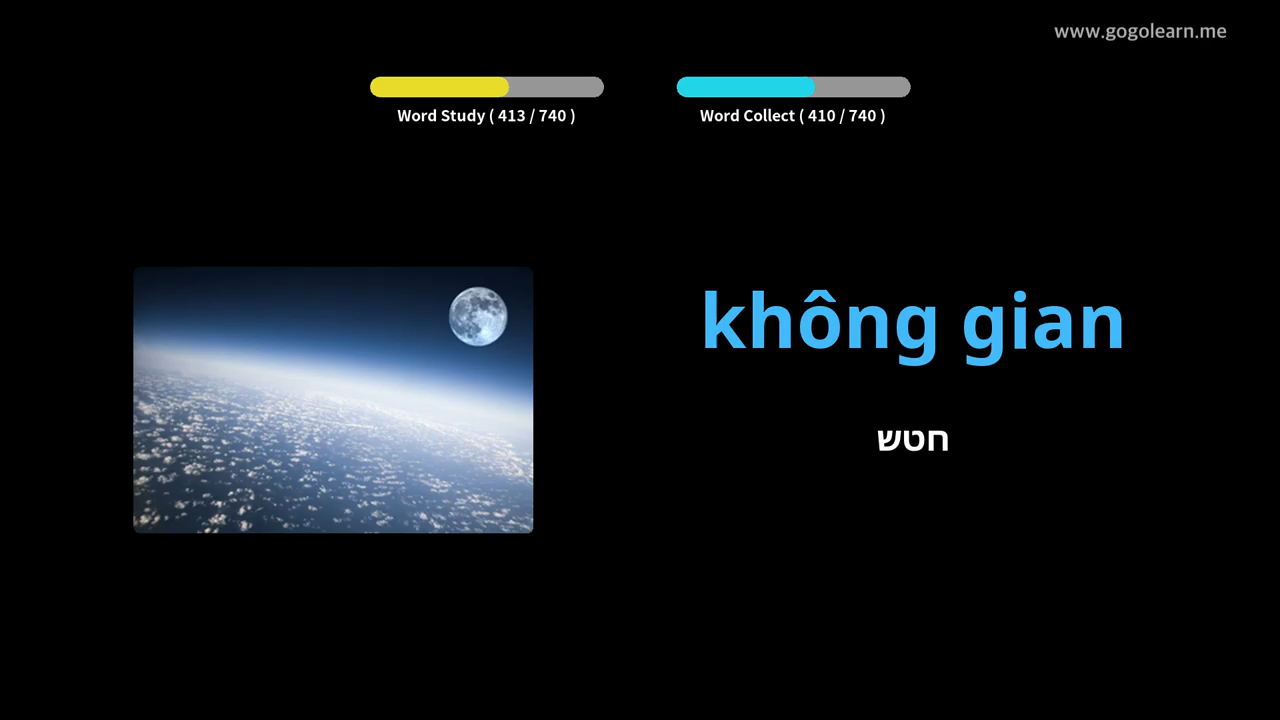 www.gogolearn.me
Word Study ( 413 / 740 )
Word Collect ( 410 / 740 )
không gian
חטש